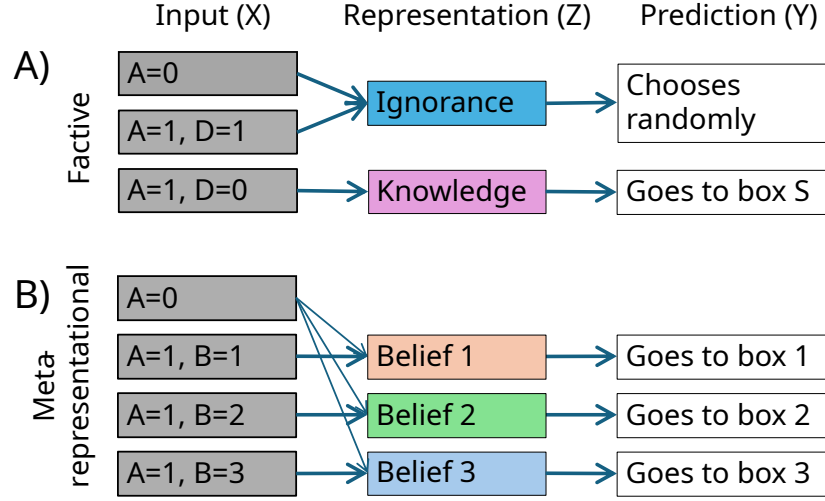 Input (X) Representation (Z) Prediction (Y)
A)
Factive
A=0
A=1, D=1
A=1, D=0
Ignorance
Knowledge
Chooses
randomly
Goes to box S
B)
Meta-
representational
A=0
A=1, B=1
A=1, B=2
A=1, B=3
Belief 1
Belief 2
Belief 3
Goes to box 1
Goes to box 2
Goes to box 3